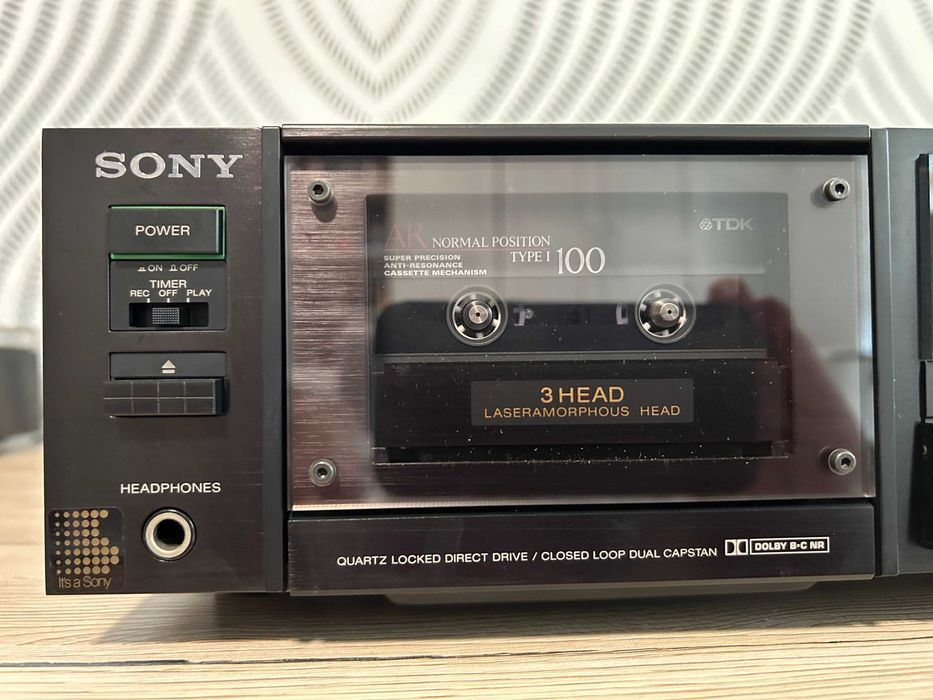 SONY
POWER
ON OFF
TIMER
REC OFF PLAY
HEADPHONES
It's a Sony
AR NORMAL POSITION
TYPE I 100
SUPER PRECISION
ANTI-RESONANCE
CASSETTE MECHANISM
TDK
3 HEAD
LASERAMORPHOUS HEAD
QUARTZ LOCKED DIRECT DRIVE / CLOSED LOOP DUAL CAPSTAN DOLBY B-C NR